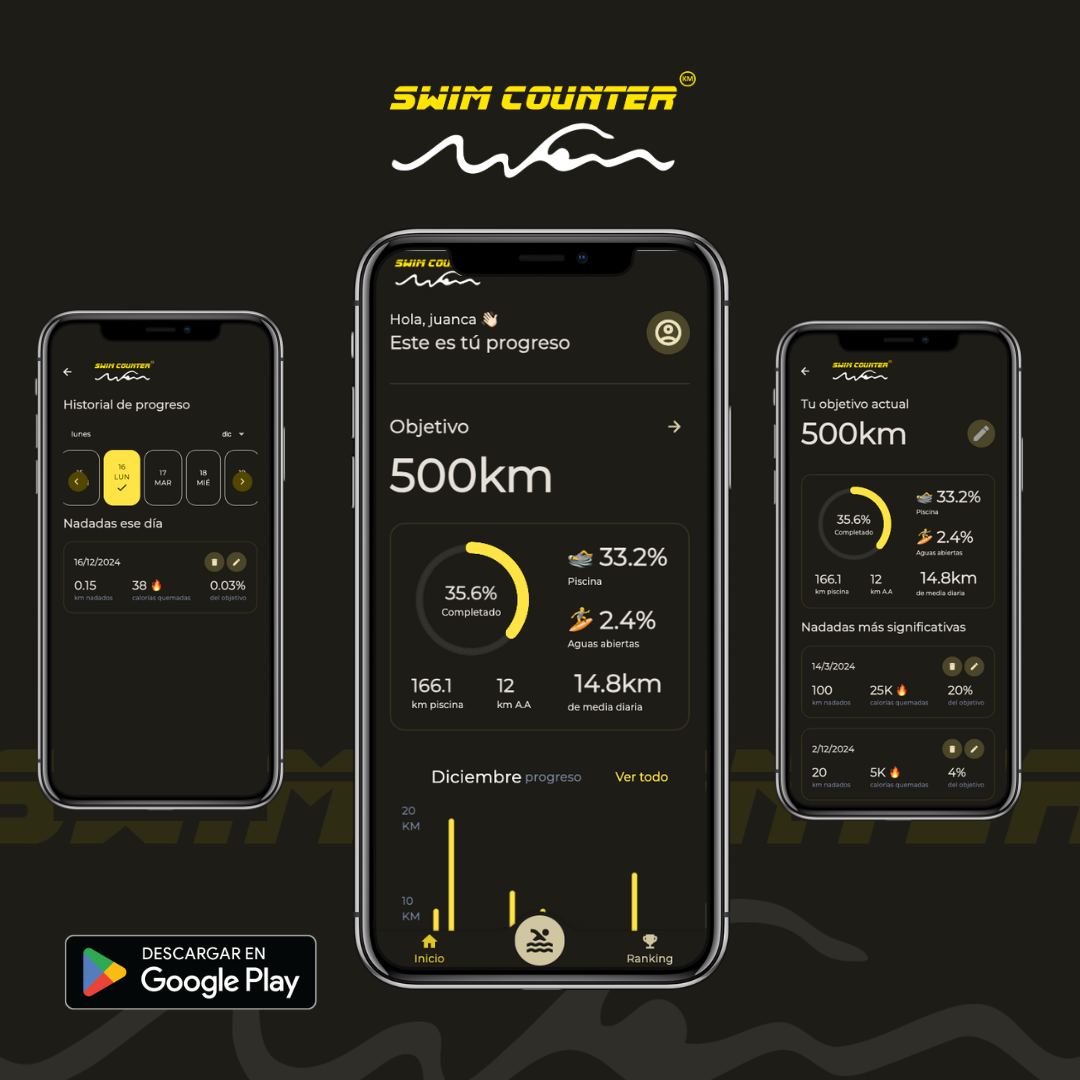 SWIM COUNTER KM
SWIM COUNTER
Historial de progreso
lunes
dic
16
LUN
17
MAR
18
MIÉ
Nadadas ese día
16/12/2024
0.15
38
0.03%
km nadados
calorías quemadas
del objetivo
SWIM COU
Hola, juanca
Este es tú progreso
Objetivo
500km
35.6%
Completado
33.2%
Piscina
2.4%
Aguas abiertas
166.1
12
14.8km
km piscina
km A.A
de media diaria
Diciembre progreso
Ver todo
20
KM
10
KM
Inicio
Ranking
SWIM COUNTER
Tu objetivo actual
500km
35.6%
Completado
33.2%
Piscina
2.4%
Aguas abiertas
166.1
12
14.8km
km piscina
km A.A
de media diaria
Nadadas más significativas
14/3/2024
100
25K
20%
km nadados
calorías quemadas
del objetivo
2/12/2024
20
5K
4%
km nadados
calorías quemadas
del objetivo
DESCARGAR EN
Google Play